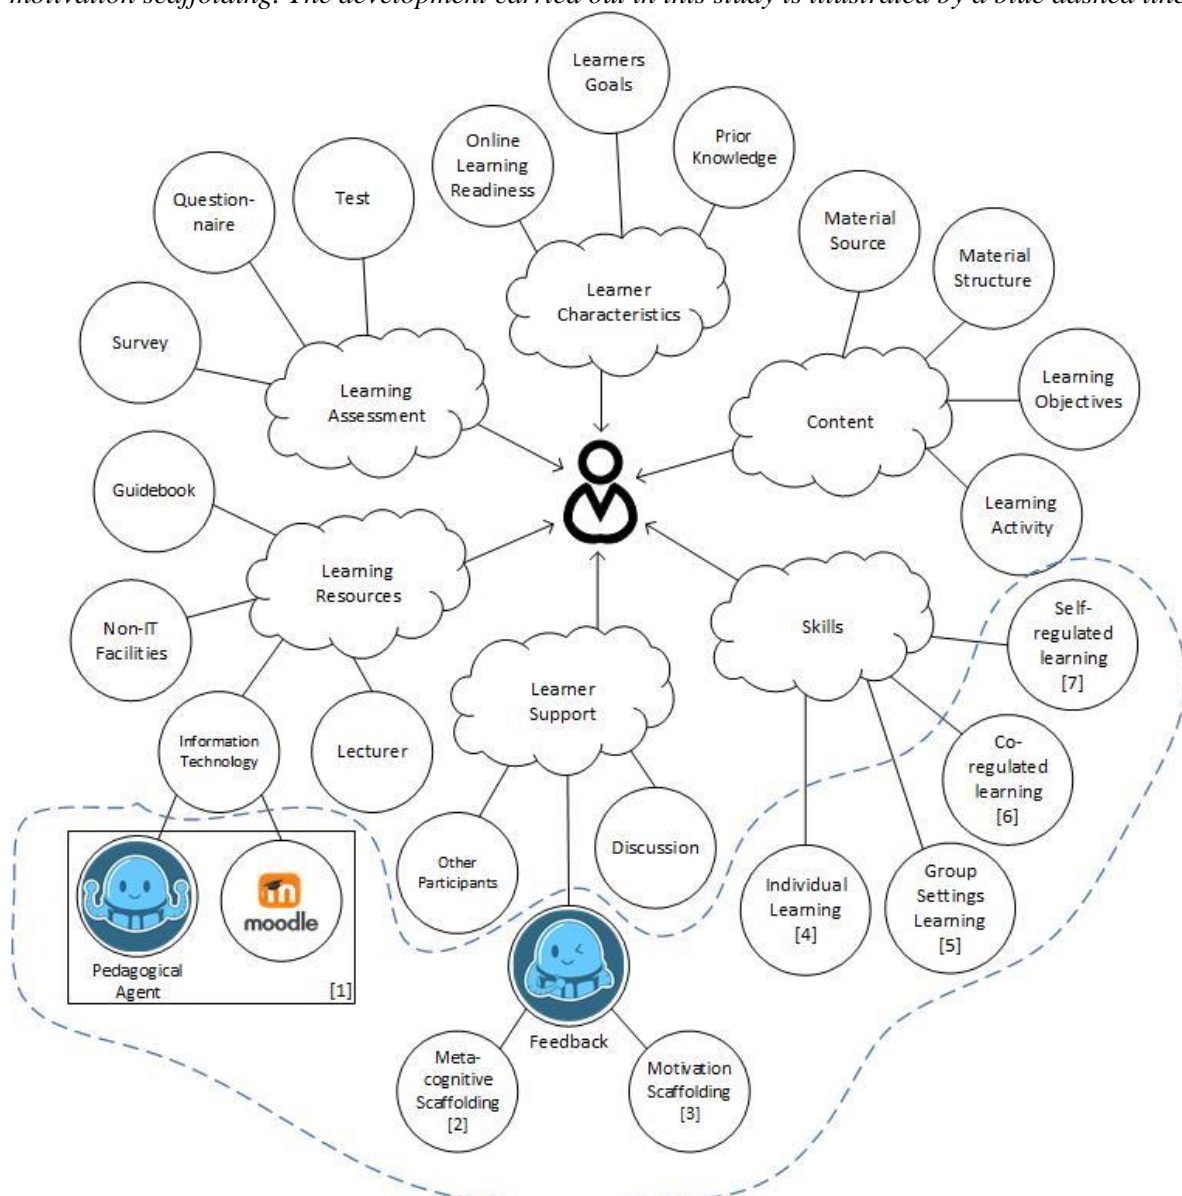 motivation scaffolding. The development carried out in this study is illustrated by a blue dashed line
Learners
Goals
Online
Learning
Readiness
Prior
Knowledge
Question-
naire
Test
Material
Source
Material
Structure
Learner
Characteristics
Survey
Learning
Assessment
Learning
Objectives
Content
Guidebook
Learning
Activity
Learning
Resources
Non-IT
Facilities
Skills
Self-
regulated
learning
[7]
Learner
Support
Information
Technology
Lecturer
Co-
regulated
learning
[6]
Other
Participants
Discussion
Individual
Learning
[4]
Group
Settings
Learning
[5]
moodle
Pedagogical
Agent
[1]
Feedback
Meta-
cognitive
Scaffolding
[2]
Motivation
Scaffolding
[3]